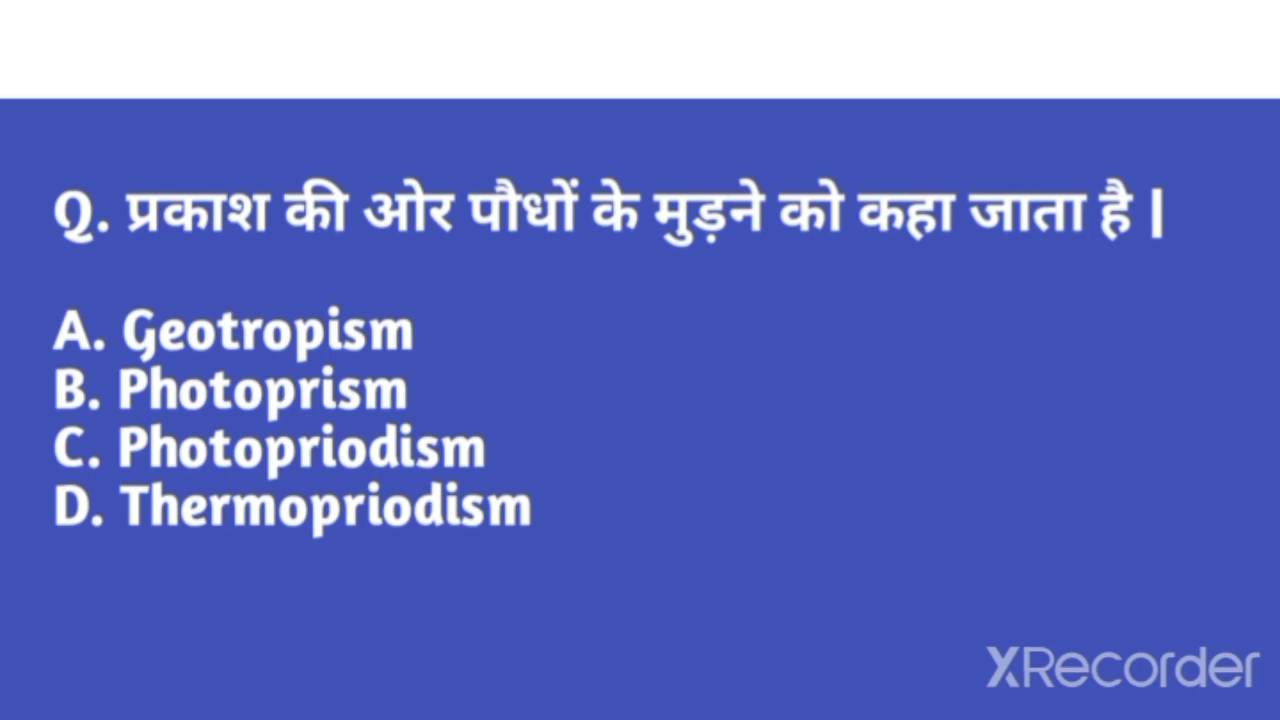 Q. प्रकाश की ओर पौधों के मुड़ने को कहा जाता है |
A. Geotropism
B. Photoprism
C. Photopriodism
D. Thermopriodism
XRecorder